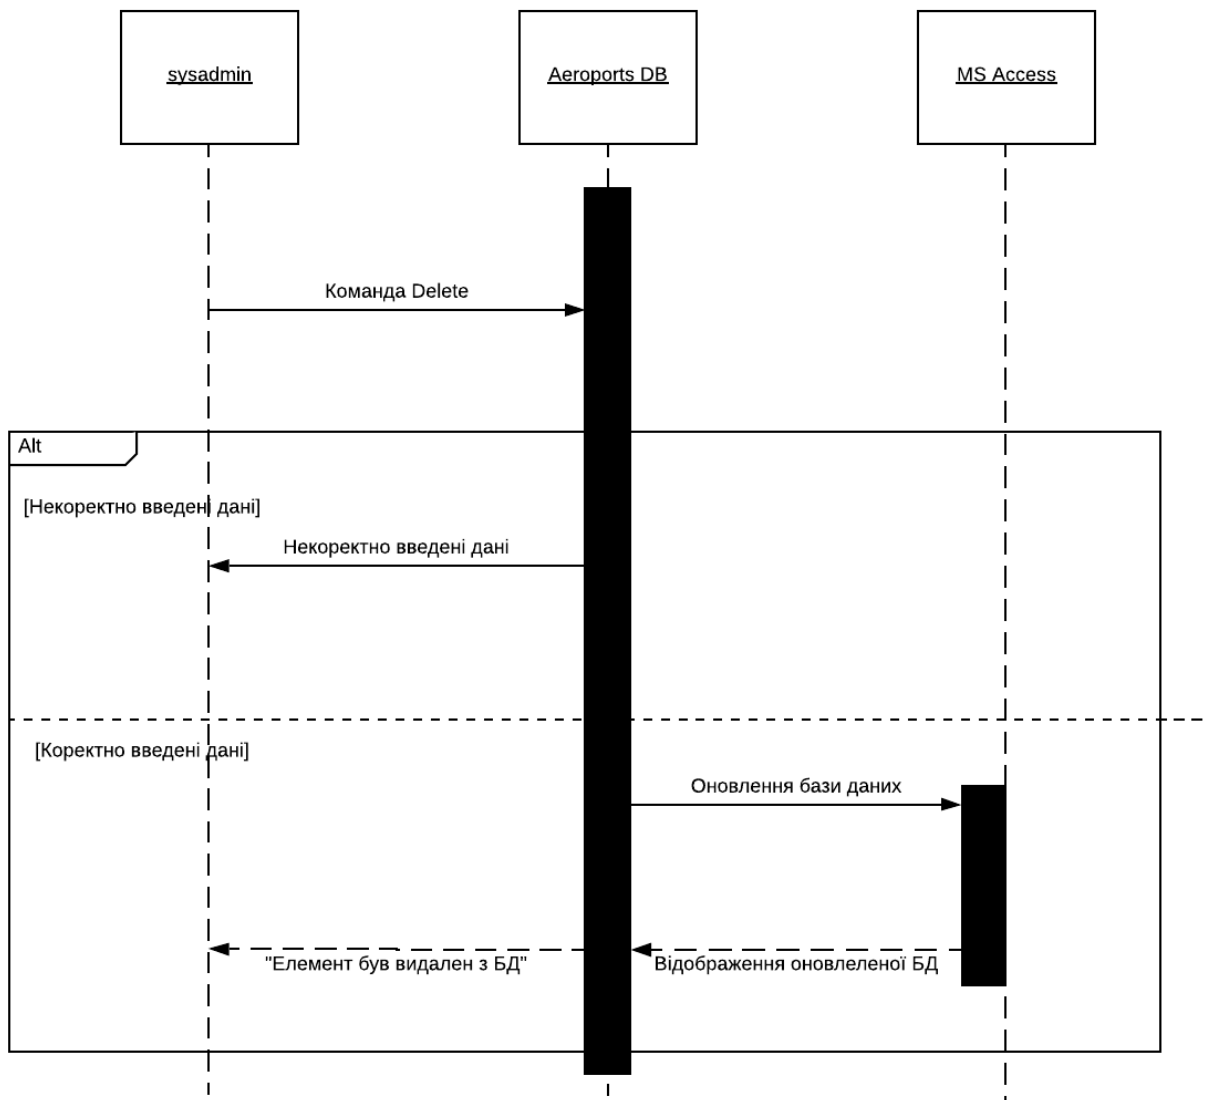 sysadmin
Aeroports DB
MS Access
Команда Delete
Alt
[Некоректно введені дані]
Некоректно введені дані
[Коректно введені дані]
Оновлення бази даних
"Елемент був видален з БД"
Відображення оновлеленої БД